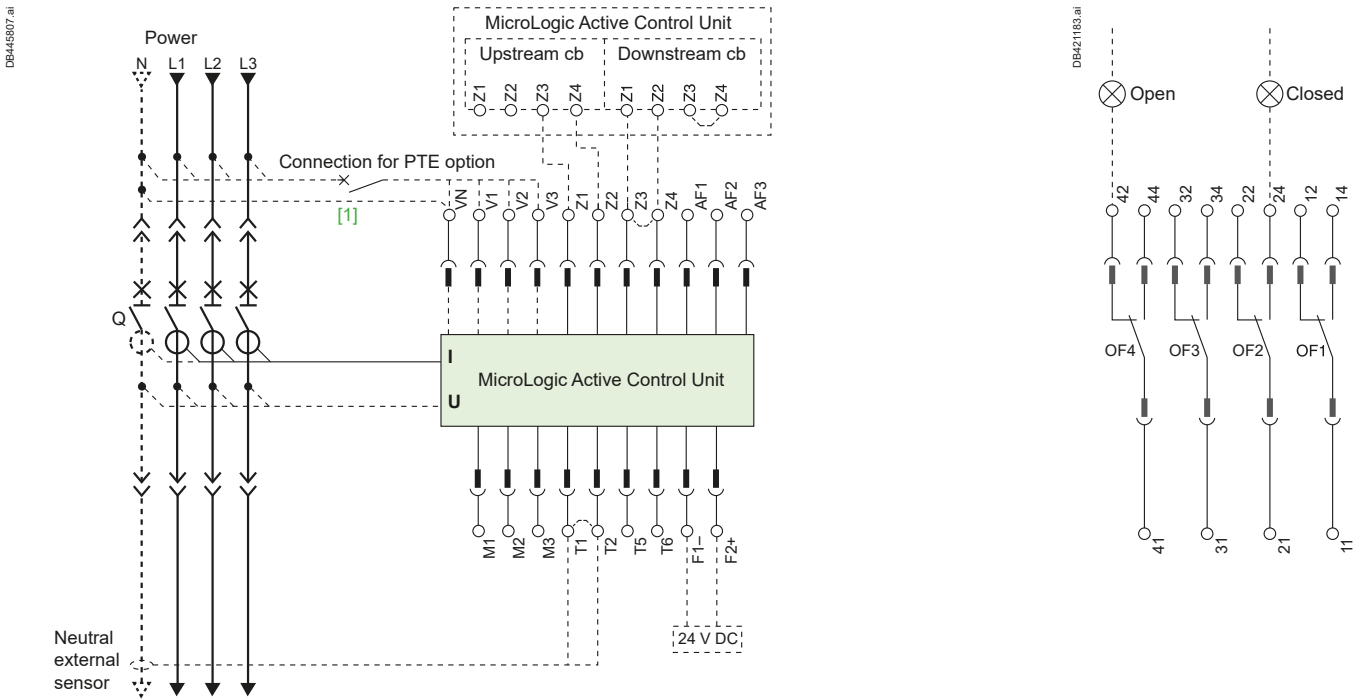 DB445807.ai
Power
N L1 L2 L3
MicroLogic Active Control Unit
Upstream cb Downstream cb
Z1 Z2 Z3 Z4 Z1 Z2 Z3 Z4
Connection for PTE option
[1]
VN V1 V2 V3 Z1 Z2 Z3 Z4 AF1 AF2 AF3
Q
I
MicroLogic Active Control Unit
U
M1 M2 M3 T1 T2 T5 T6 F1– F2+
24 V DC
Neutral
external
sensor
DB421183.ai
Open Closed
42 44 32 34 22 24 12 14
OF4 OF3 OF2 OF1
41 31 21 11